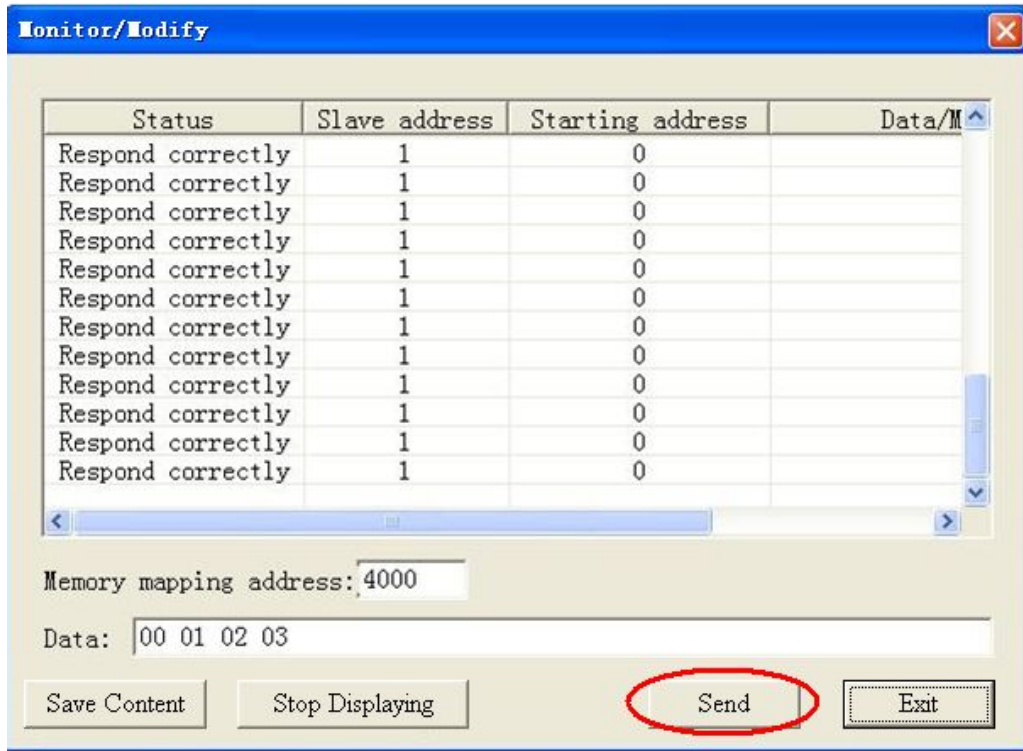 Monitor/Modify
Status Slave address Starting address Data/M
Respond correctly 1 0
Respond correctly 1 0
Respond correctly 1 0
Respond correctly 1 0
Respond correctly 1 0
Respond correctly 1 0
Respond correctly 1 0
Respond correctly 1 0
Respond correctly 1 0
Respond correctly 1 0
Respond correctly 1 0
Respond correctly 1 0
Memory mapping address: 4000
Data: 00 01 02 03
Save Content Stop Displaying Send Exit